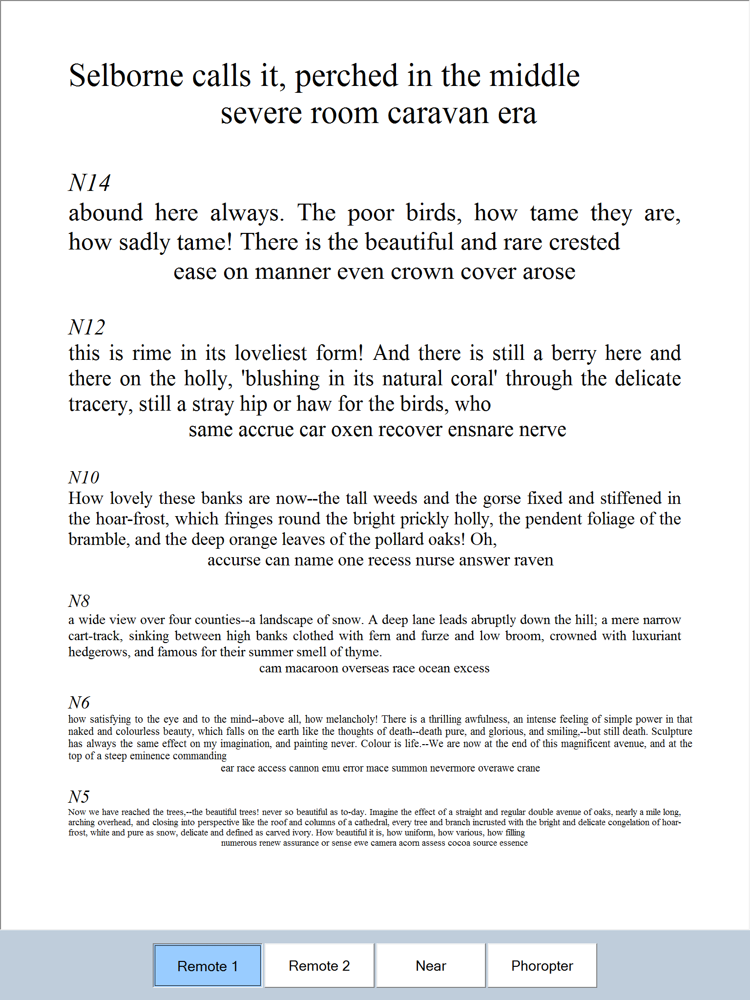 Selborne calls it, perched in the middle
severe room caravan era
N14
abound here always. The poor birds, how tame they are,
how sadly tame! There is the beautiful and rare crested
ease on manner even crown cover arose
N12
this is rime in its loveliest form! And there is still a berry here and
there on the holly, 'blushing in its natural coral' through the delicate
tracery, still a stray hip or haw for the birds, who
same accrue car oxen recover ensnare nerve
N10
How lovely these banks are now--the tall weeds and the gorse fixed and stiffened in
the hoar-frost, which fringes round the bright prickly holly, the pendent foliage of the
bramble, and the deep orange leaves of the pollard oaks! Oh,
accurse can name one recess nurse answer raven
N8
a wide view over four counties--a landscape of snow. A deep lane leads abruptly down the hill; a mere narrow
cart-track, sinking between high banks clothed with fern and furze and low broom, crowned with luxuriant
hedgerows, and famous for their summer smell of thyme.
cam macaroon overseas race ocean excess
N6
how satisfying to the eye and to the mind--above all, how melancholy! There is a thrilling awfulness, an intense feeling of simple power in that
naked and colourless beauty, which falls on the earth like the thoughts of death--death pure, and glorious, and smiling,--but still death. Sculpture
has always the same effect on my imagination, and painting never. Colour is life.--We are now at the end of this magnificent avenue, and at the
top of a steep eminence commanding
ear race access cannon emu error mace summon nevermore overawe crane
N5
Now we have reached the trees,--the beautiful trees! never so beautiful as to-day. Imagine the effect of a straight and regular double avenue of oaks, nearly a mile long,
arching overhead, and closing into perspective like the roof and columns of a cathedral, every tree and branch incrusted with the bright and delicate congelation of hoar-
frost, white and pure as snow, delicate and defined as carved ivory. How beautiful it is, how uniform, how various, how filling
numerous renew assurance or sense ewe camera acorn assess cocoa source essence
Remote 1
Remote 2
Near
Phoropter